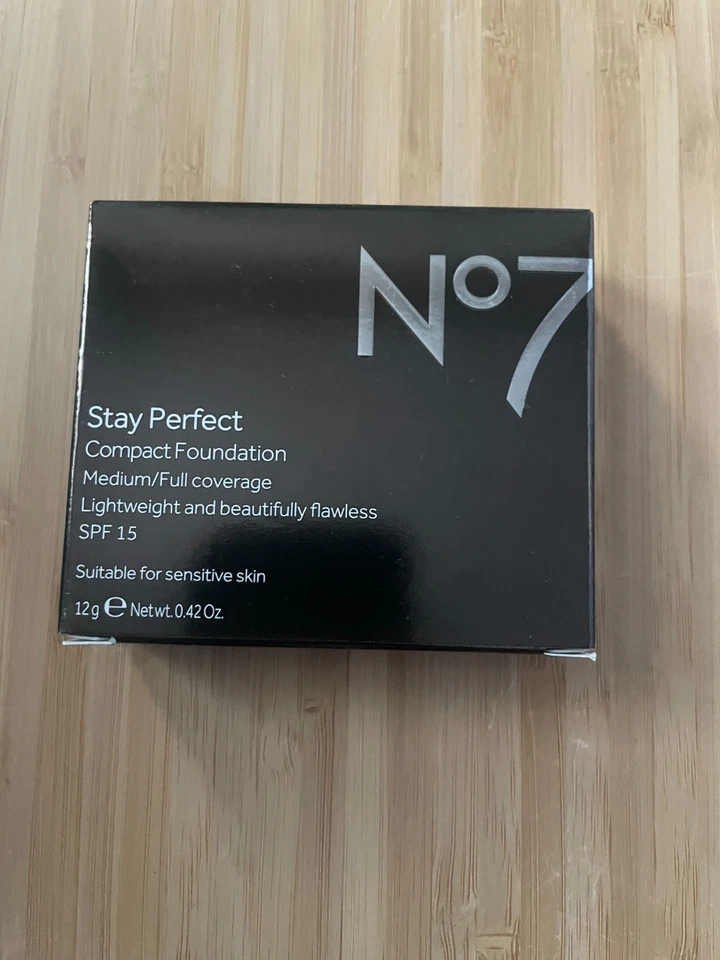 No7
Stay Perfect
Compact Foundation
Medium/Full coverage
Lightweight and beautifully flawless
SPF 15
Suitable for sensitive skin
12 g ℮ Net wt. 0.42 Oz.